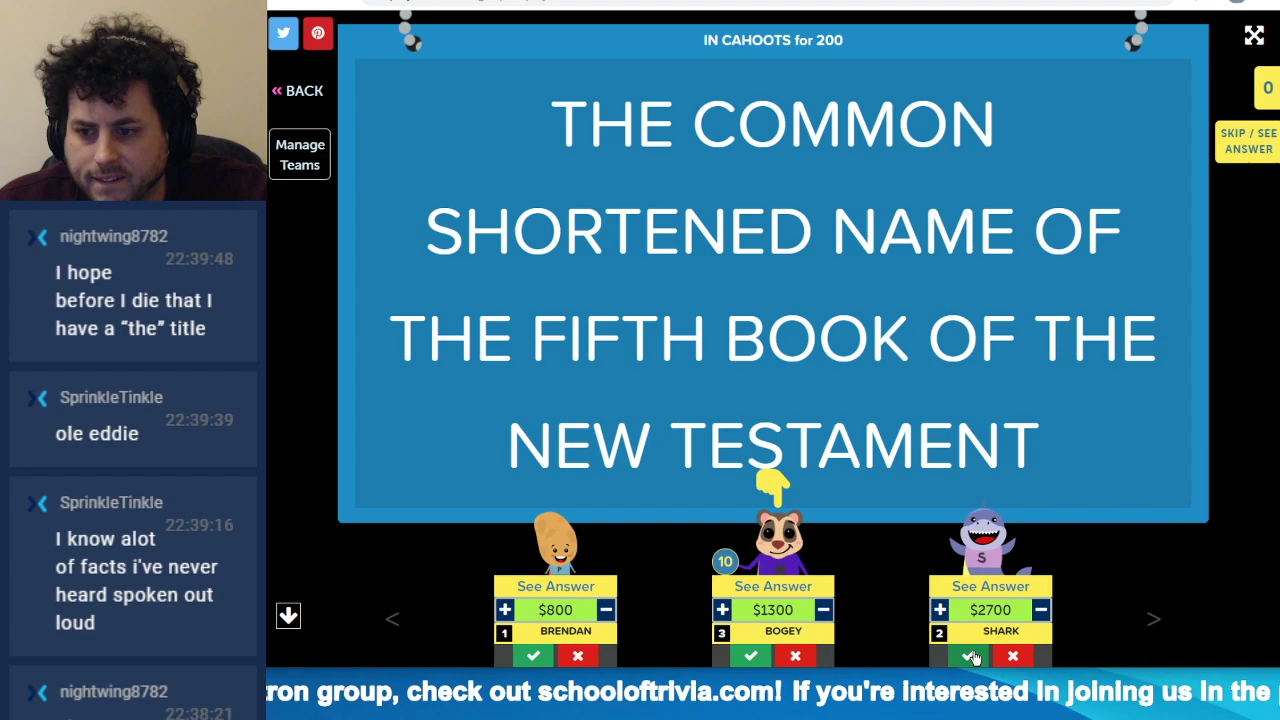 IN CAHOOTS for 200
« BACK
Manage
Teams
0
SKIP / SEE
ANSWER
THE COMMON
SHORTENED NAME OF
THE FIFTH BOOK OF THE
NEW TESTAMENT
nightwing8782
22:39:48
I hope
before I die that I
have a “the” title
SprinkleTinkle
22:39:39
ole eddie
SprinkleTinkle
22:39:16
I know alot
of facts i've never
heard spoken out
loud
nightwing8782
22:38:21
10
S
See Answer
See Answer
See Answer
+ $800 −
+ $1300 −
+ $2700 −
1 BRENDAN
3 BOGEY
2 SHARK
tron group, check out schooloftrivia.com! If you're interested in joining us in the